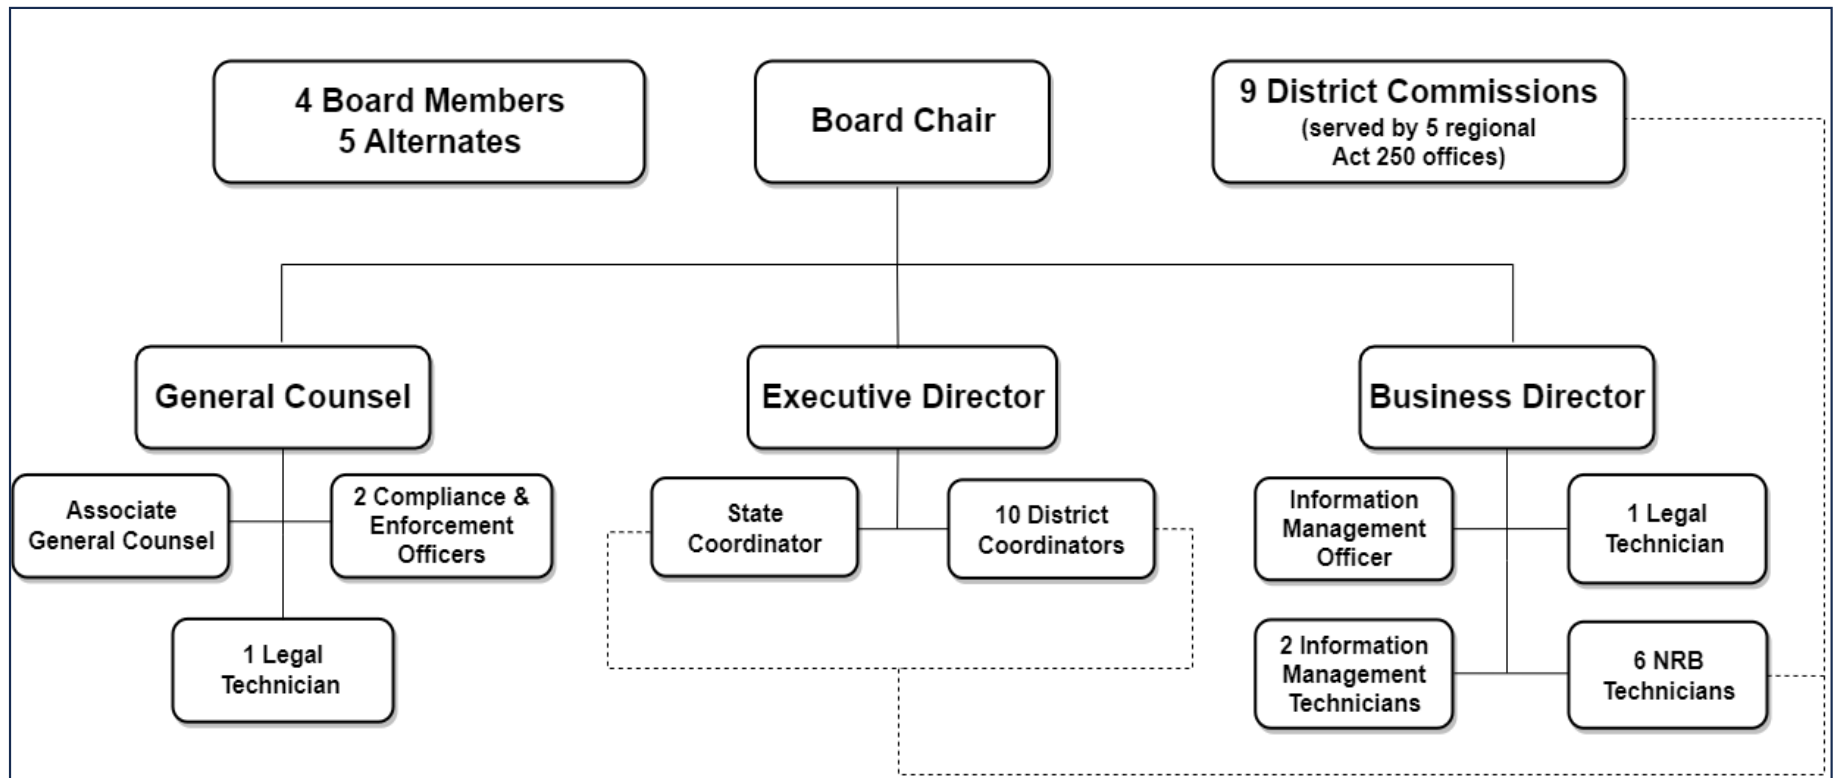 4 Board Members
5 Alternates
Board Chair
9 District Commissions
(served by 5 regional
Act 250 offices)
General Counsel
Executive Director
Business Director
Associate
General Counsel
2 Compliance &
Enforcement
Officers
1 Legal
Technician
State
Coordinator
10 District
Coordinators
Information
Management
Officer
1 Legal
Technician
2 Information
Management
Technicians
6 NRB
Technicians